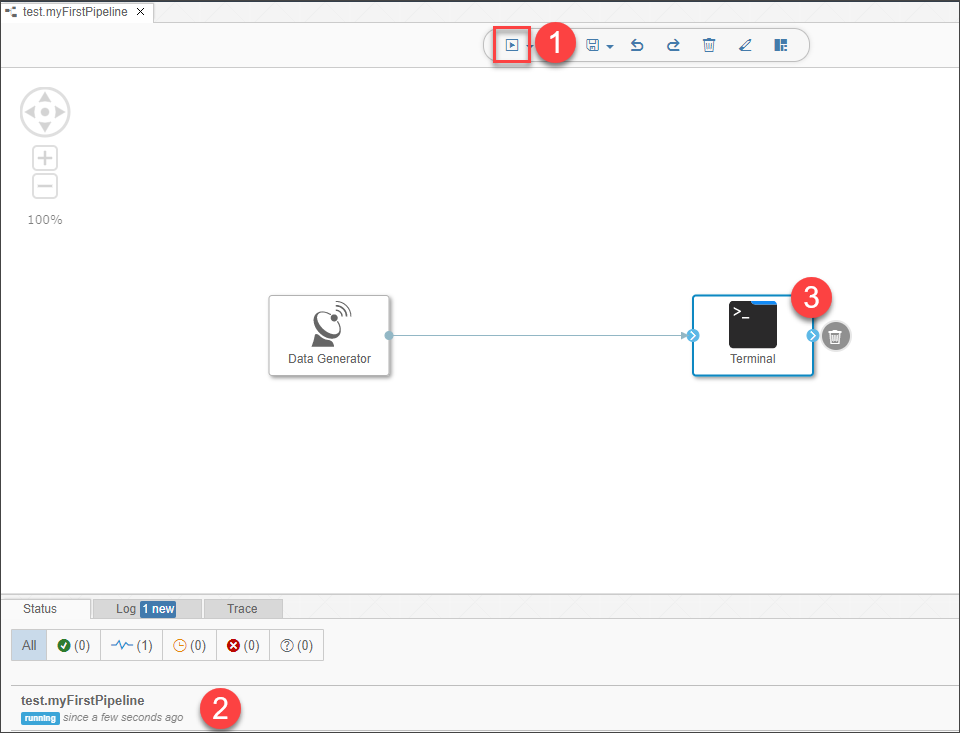 test.myFirstPipeline ×
1
100%
3
>_
Data Generator
Terminal
Status Log 1 new Trace
All (0) (1) (0) (0) (0)
test.myFirstPipeline
running since a few seconds ago
2